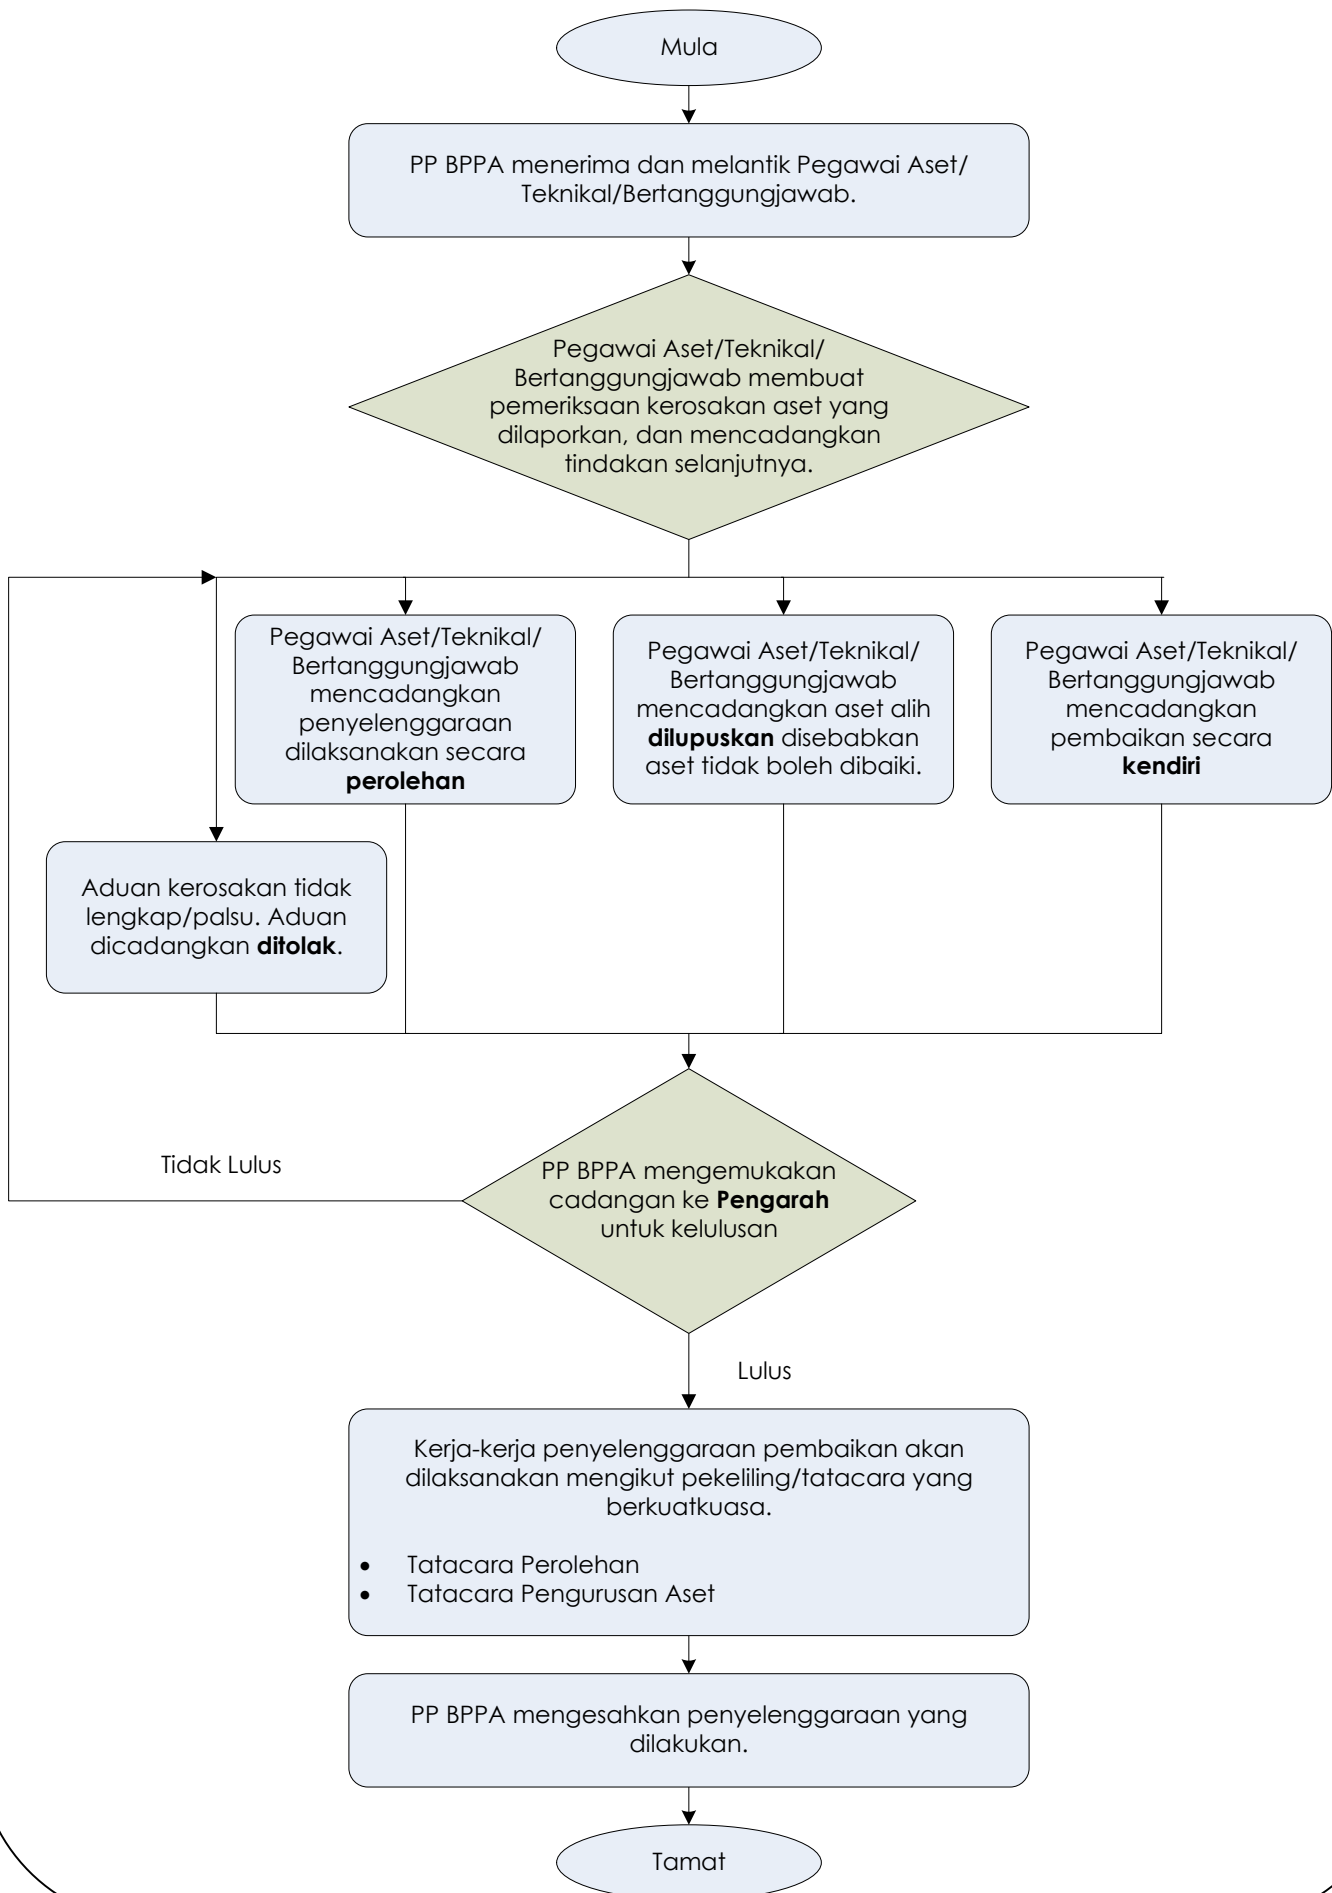 Mula
PP BPPA menerima dan melantik Pegawai Aset/
Teknikal/Bertanggungjawab.
Pegawai Aset/Teknikal/
Bertanggungjawab membuat
pemeriksaan kerosakan aset yang
dilaporkan, dan mencadangkan
tindakan selanjutnya.
Pegawai Aset/Teknikal/
Bertanggungjawab
mencadangkan
penyelenggaraan
dilaksanakan secara
perolehan
Pegawai Aset/Teknikal/
Bertanggungjawab
mencadangkan aset alih
dilupuskan disebabkan
aset tidak boleh dibaiki.
Pegawai Aset/Teknikal/
Bertanggungjawab
mencadangkan
pembaikan secara
kendiri
Aduan kerosakan tidak
lengkap/palsu. Aduan
dicadangkan ditolak.
Tidak Lulus
PP BPPA mengemukakan
cadangan ke Pengarah
untuk kelulusan
Lulus
Kerja-kerja penyelenggaraan pembaikan akan
dilaksanakan mengikut pekeliling/tatacara yang
berkuatkuasa.
• Tatacara Perolehan
• Tatacara Pengurusan Aset
PP BPPA mengesahkan penyelenggaraan yang
dilakukan.
Tamat